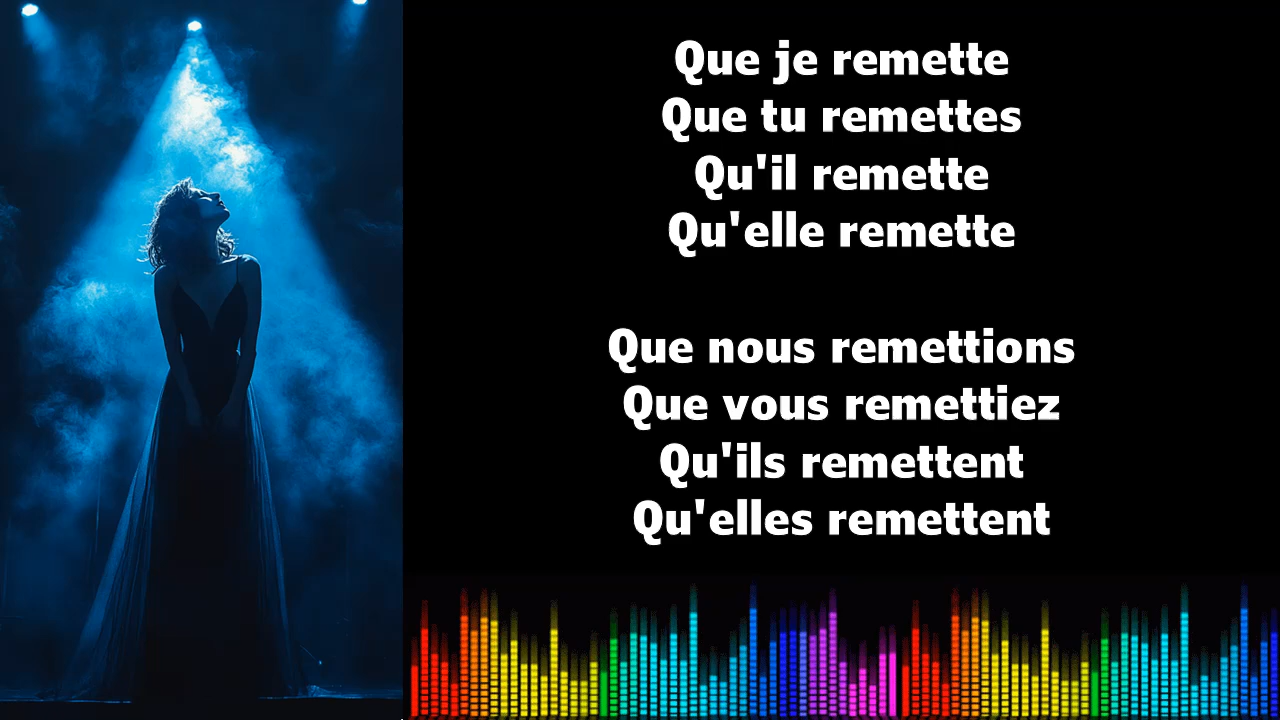 Que je remette
Que tu remettes
Qu'il remette
Qu'elle remette
Que nous remettions
Que vous remettiez
Qu'ils remettent
Qu'elles remettent